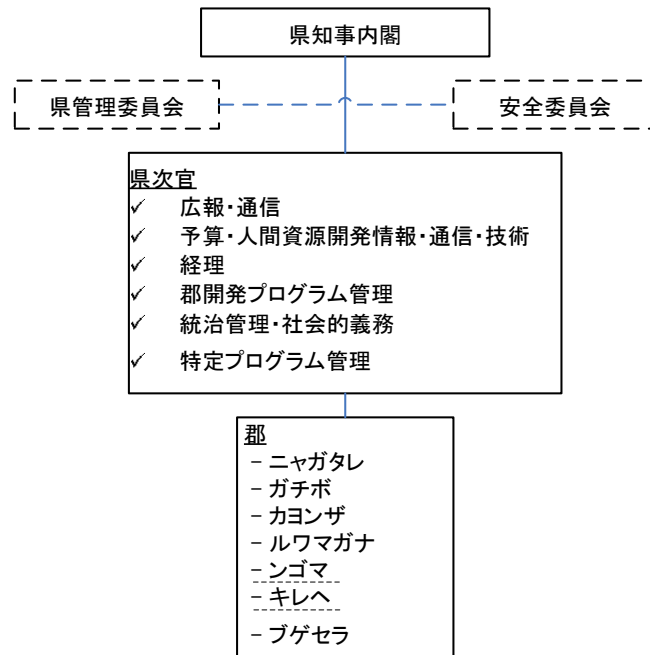 県知事内閣
県管理委員会
安全委員会
県次官
✓ 広報・通信
✓ 予算・人間資源開発情報・通信・技術
✓ 経理
✓ 郡開発プログラム管理
✓ 統治管理・社会的義務
✓ 特定プログラム管理
郡
- ニャガタレ
- ガチボ
- カヨンザ
- ルワマガナ
- ンゴマ
- キレヘ
- ブゲセラ